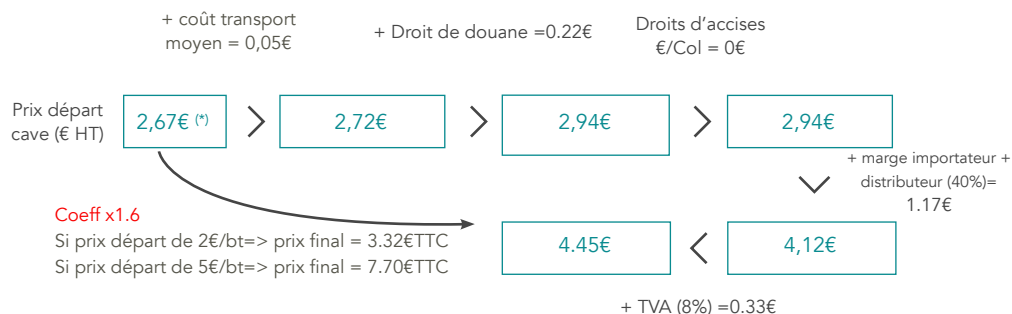 + coût transport
moyen = 0,05€
+ Droit de douane =0.22€
Droits d’accises
€/Col = 0€
Prix départ
cave (€ HT)
2,67€ (*)
2,72€
2,94€
2,94€
+ marge importateur +
distributeur (40%)=
1.17€
Coeff x1.6
Si prix départ de 2€/bt=> prix final = 3.32€TTC
Si prix départ de 5€/bt=> prix final = 7.70€TTC
4.45€
4,12€
+ TVA (8%) =0.33€